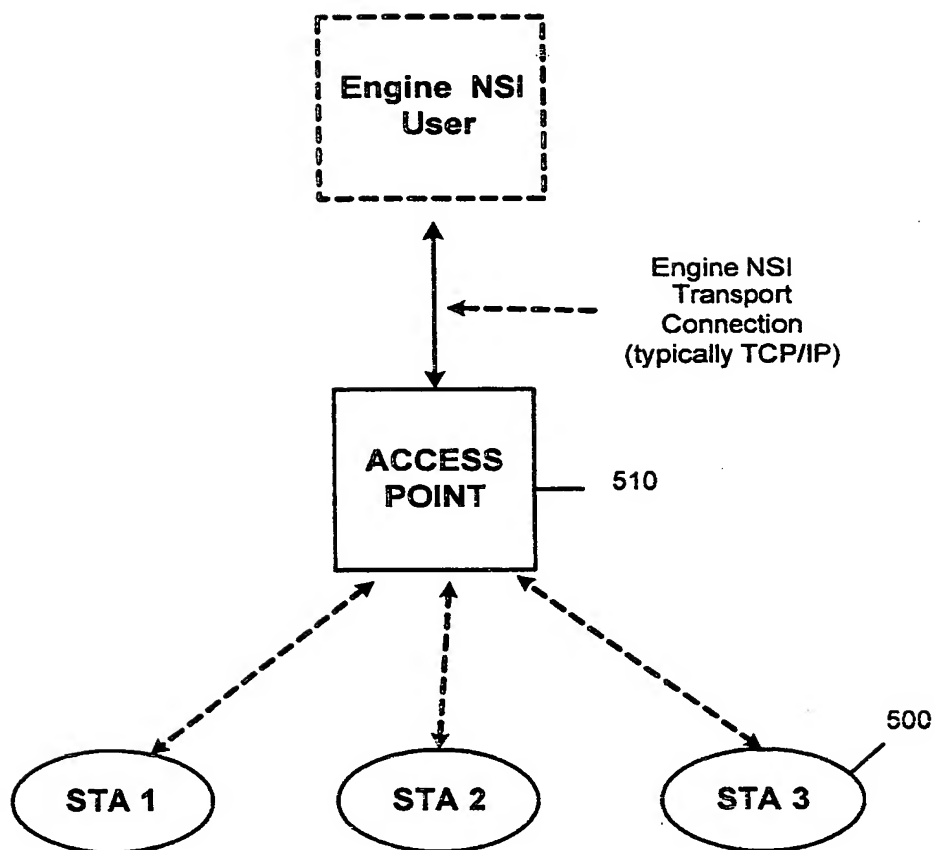 Engine NSI
User
Engine NSI
Transport
Connection
(typically TCP/IP)
ACCESS
POINT
510
500
STA 1
STA 2
STA 3